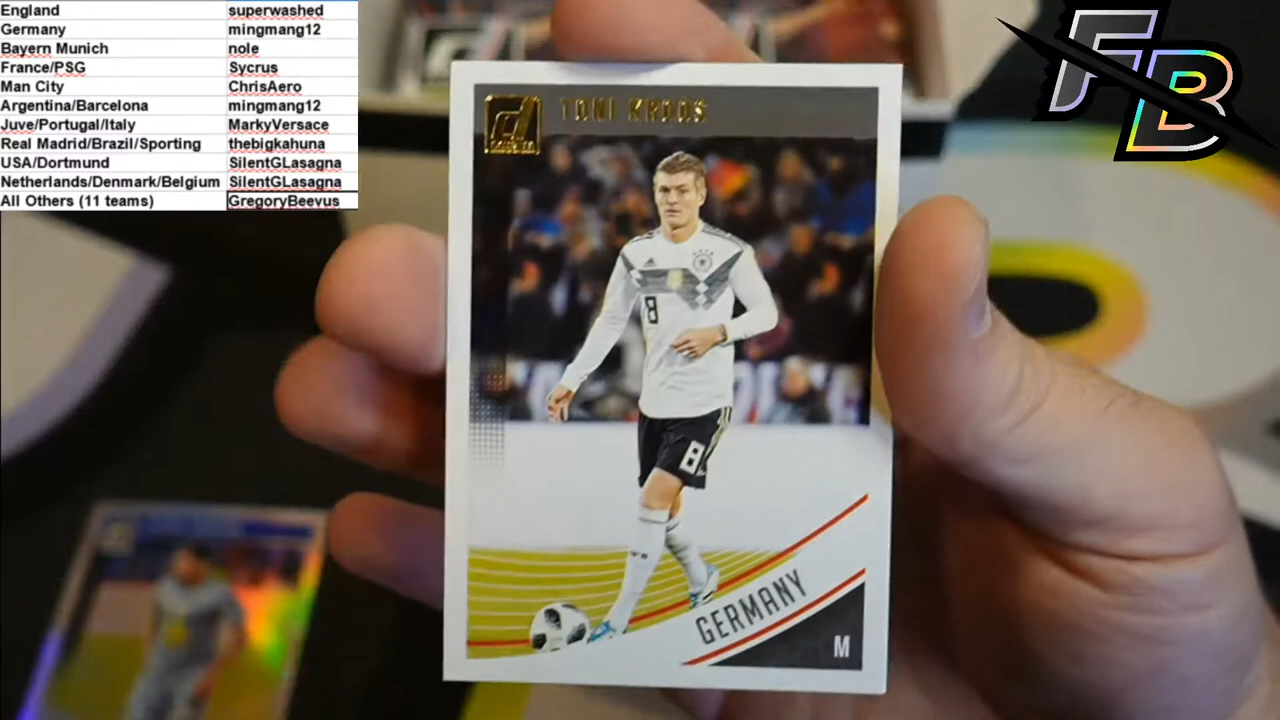 England superwashed
Germany mingmang12
Bayern Munich nole
France/PSG Sycrus
Man City ChrisAero
Argentina/Barcelona mingmang12
Juve/Portugal/Italy MarkyVersace
Real Madrid/Brazil/Sporting thebigkahuna
USA/Dortmund SilentGLasagna
Netherlands/Denmark/Belgium SilentGLasagna
All Others (11 teams) GregoryBeevus
FB
TONI KROOS
8
8
GERMANY
M